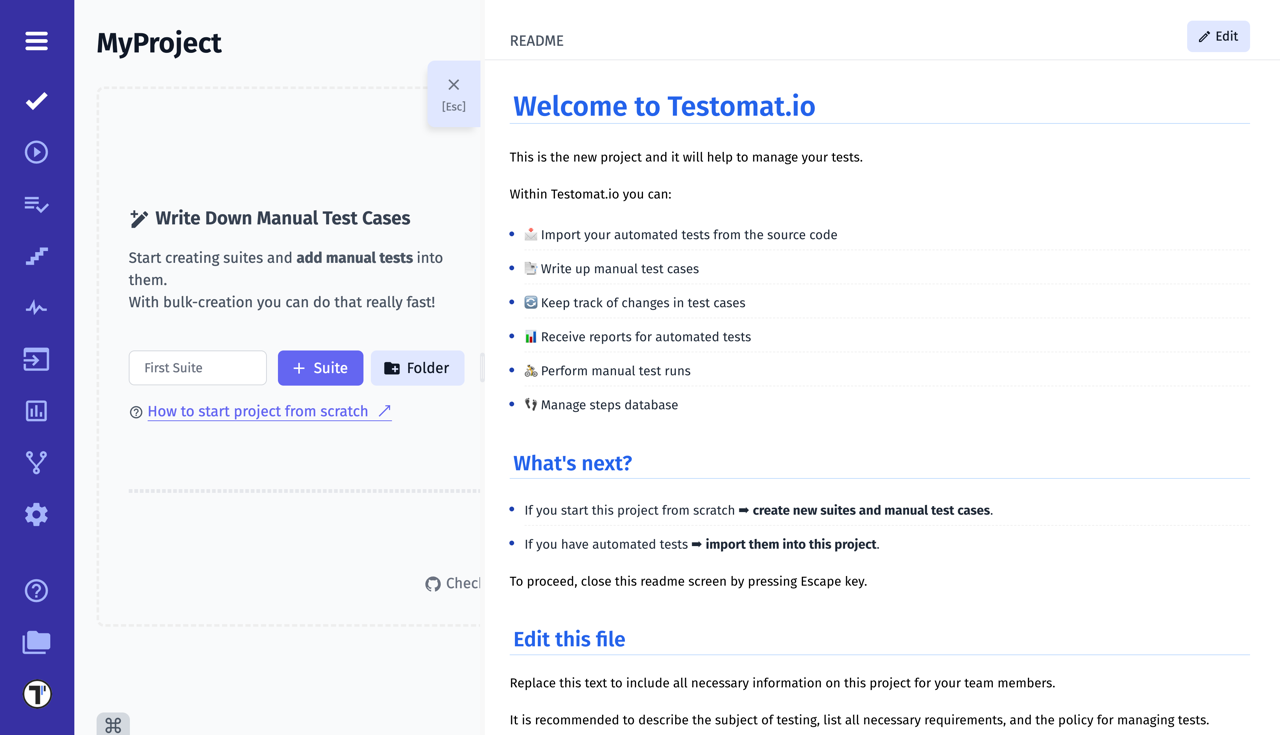 MyProject
[Esc]
Write Down Manual Test Cases
Start creating suites and add manual tests into
them.
With bulk-creation you can do that really fast!
First Suite
Suite
Folder
How to start project from scratch
README
Edit
Welcome to Testomat.io
This is the new project and it will help to manage your tests.
Within Testomat.io you can:
Import your automated tests from the source code
Write up manual test cases
Keep track of changes in test cases
Receive reports for automated tests
Perform manual test runs
Manage steps database
What's next?
If you start this project from scratch ➡ create new suites and manual test cases.
If you have automated tests ➡ import them into this project.
To proceed, close this readme screen by pressing Escape key.
Edit this file
Replace this text to include all necessary information on this project for your team members.
It is recommended to describe the subject of testing, list all necessary requirements, and the policy for managing tests.